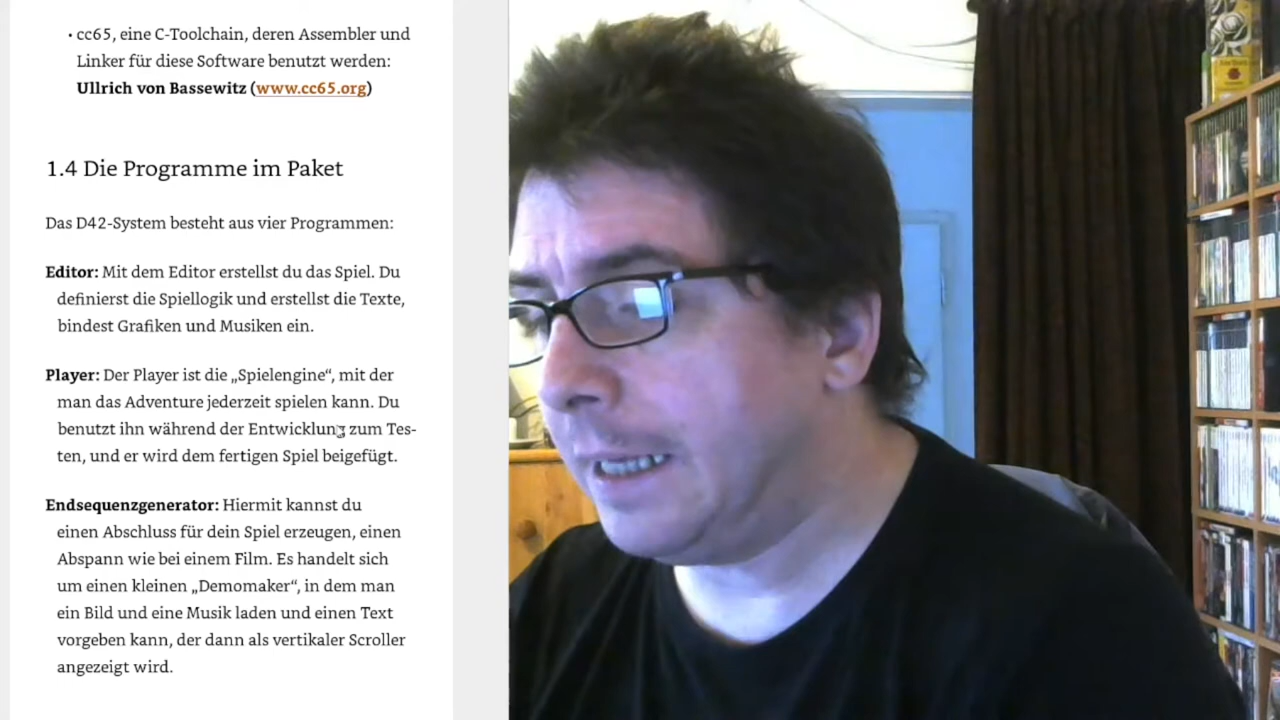 • cc65, eine C-Toolchain, deren Assembler und
Linker für diese Software benutzt werden:
Ullrich von Bassewitz (www.cc65.org)
1.4 Die Programme im Paket
Das D42-System besteht aus vier Programmen:
Editor: Mit dem Editor erstellst du das Spiel. Du
definierst die Spiellogik und erstellst die Texte,
bindest Grafiken und Musiken ein.
Player: Der Player ist die „Spielengine“, mit der
man das Adventure jederzeit spielen kann. Du
benutzt ihn während der Entwicklung zum Tes-
ten, und er wird dem fertigen Spiel beigefügt.
Endsequenzgenerator: Hiermit kannst du
einen Abschluss für dein Spiel erzeugen, einen
Abspann wie bei einem Film. Es handelt sich
um einen kleinen „Demomaker“, in dem man
ein Bild und eine Musik laden und einen Text
vorgeben kann, der dann als vertikaler Scroller
angezeigt wird.